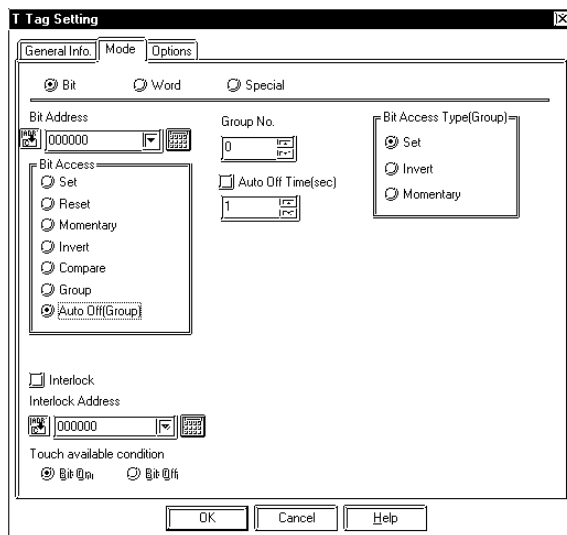 T Tag Setting
General Info. Mode Options
Bit Word Special
Bit Address
000000
Bit Access
Set
Reset
Momentary
Invert
Compare
Group
Auto Off(Group)
Group No.
0
Auto Off Time(sec)
1
Bit Access Type(Group)
Set
Invert
Momentary
Interlock
Interlock Address
000000
Touch available condition
Bit On Bit Off
OK Cancel Help